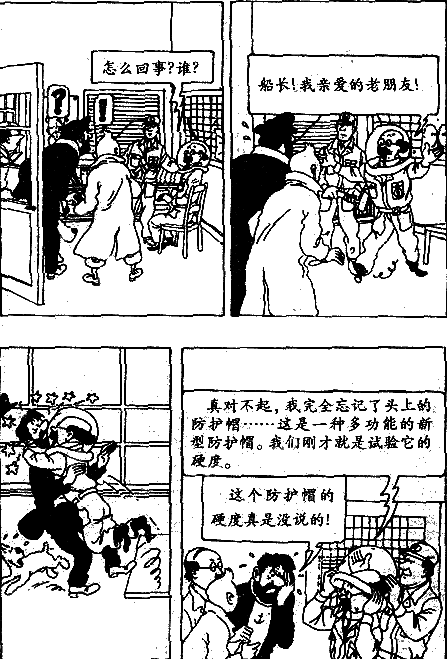 怎么回事?谁?
?
!
船长!我亲爱的老朋友!
真对不起，我完全忘记了头上的
防护帽……这是一种多功能的新
型防护帽。我们刚才就是试验它的
硬度。
这个防护帽的
硬度真是没说的!